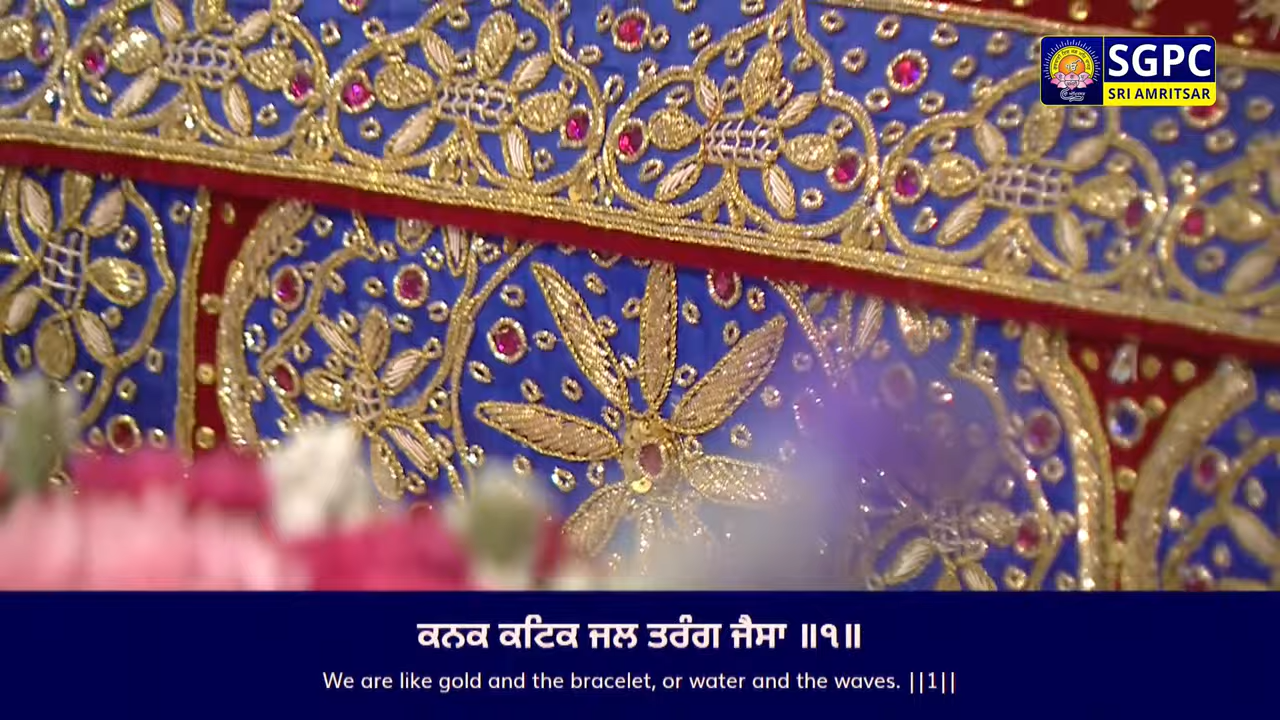 SGPC
SRI AMRITSAR
ਕਨਕ ਕਟਿਕ ਜਲ ਤਰੰਗ ਜੈਸਾ ॥੧॥
We are like gold and the bracelet, or water and the waves. ||1||